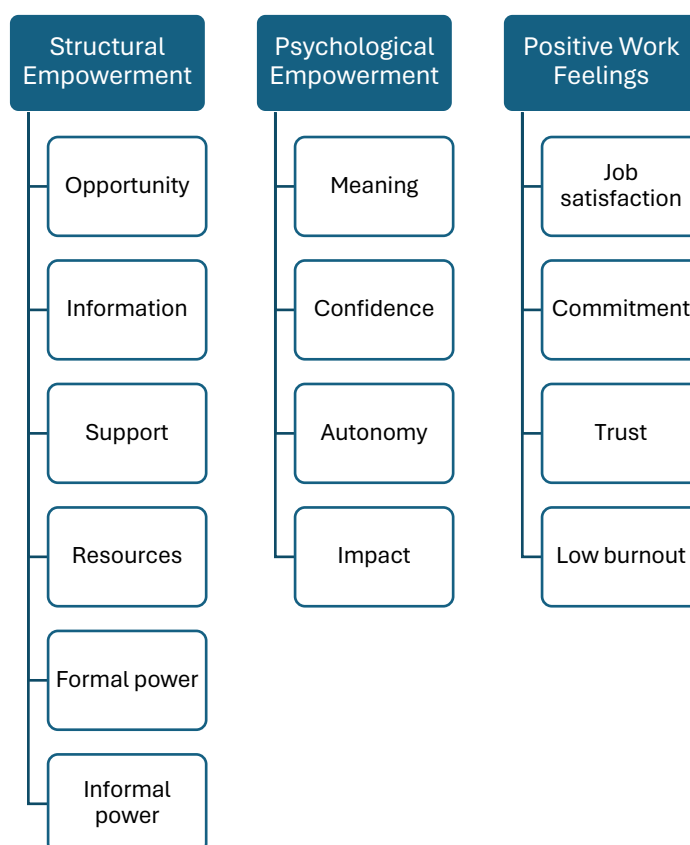 Structural
Empowerment
Opportunity
Information
Support
Resources
Formal power
Informal
power
Psychological
Empowerment
Meaning
Confidence
Autonomy
Impact
Positive Work
Feelings
Job
satisfaction
Commitment
Trust
Low burnout